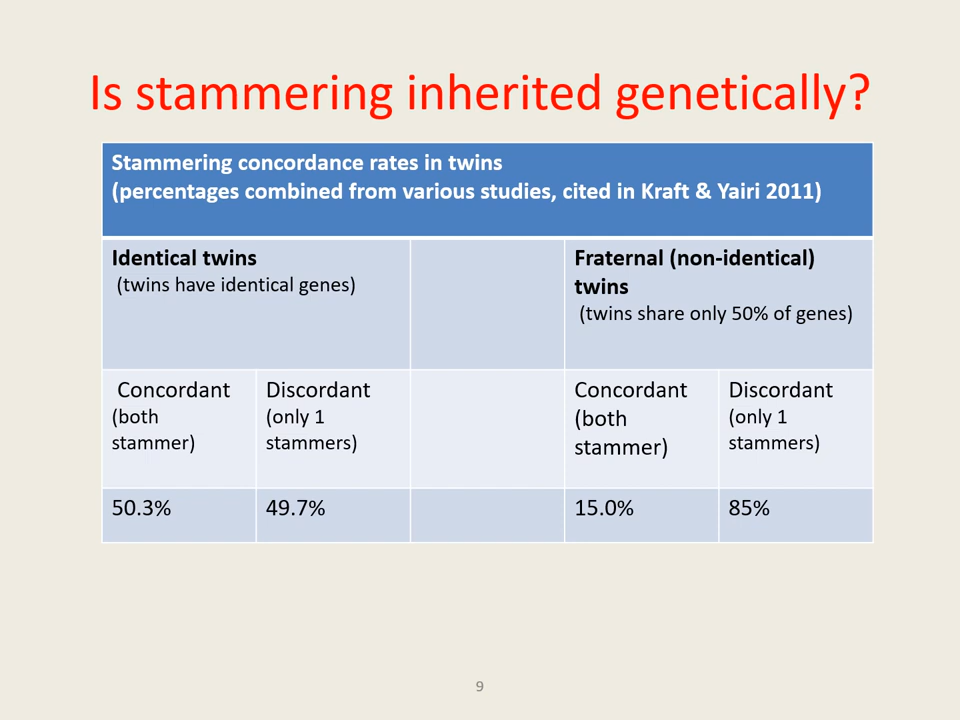 Is stammering inherited genetically?
Stammering concordance rates in twins
(percentages combined from various studies, cited in Kraft & Yairi 2011)
Identical twins
(twins have identical genes)
Fraternal (non-identical)
twins
(twins share only 50% of genes)
Concordant
(both
stammer)
Discordant
(only 1
stammers)
Concordant
(both
stammer)
Discordant
(only 1
stammers)
50.3%
49.7%
15.0%
85%
9